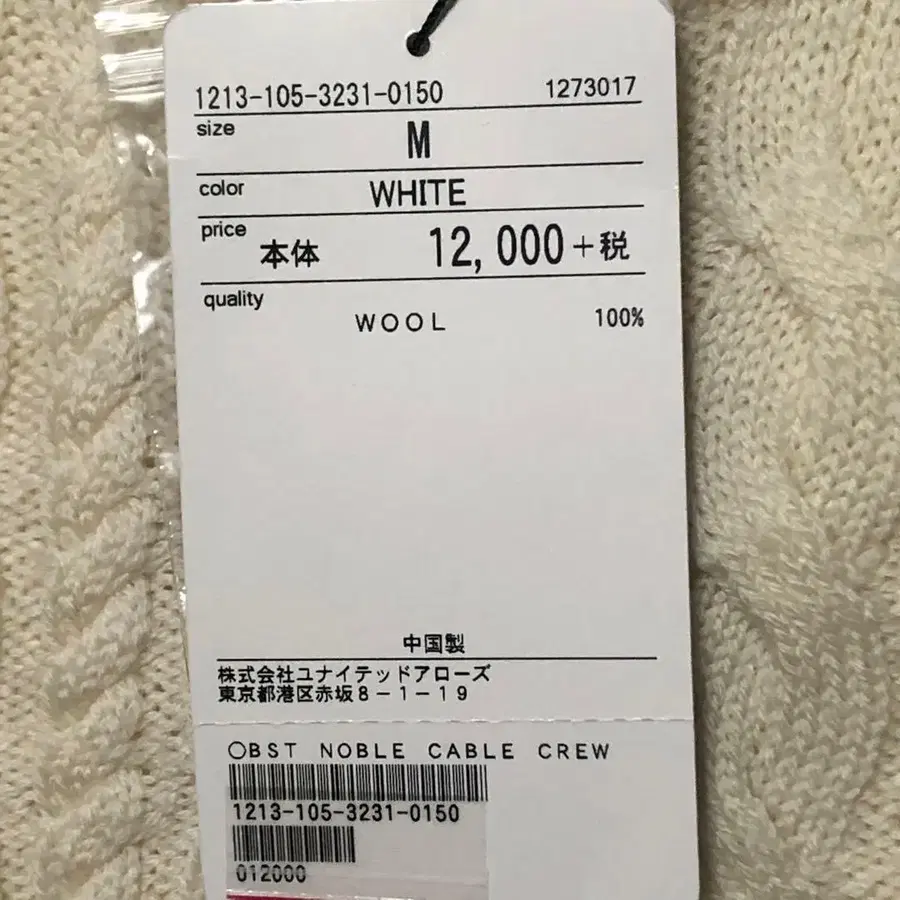 1213-105-3231-0150 1273017
size
M
color
WHITE
price
本体 12,000+税
quality
WOOL 100%
中国製
株式会社ユナイテッドアローズ
東京都港区赤坂8-1-19
○BST NOBLE CABLE CREW
1213-105-3231-0150
012000